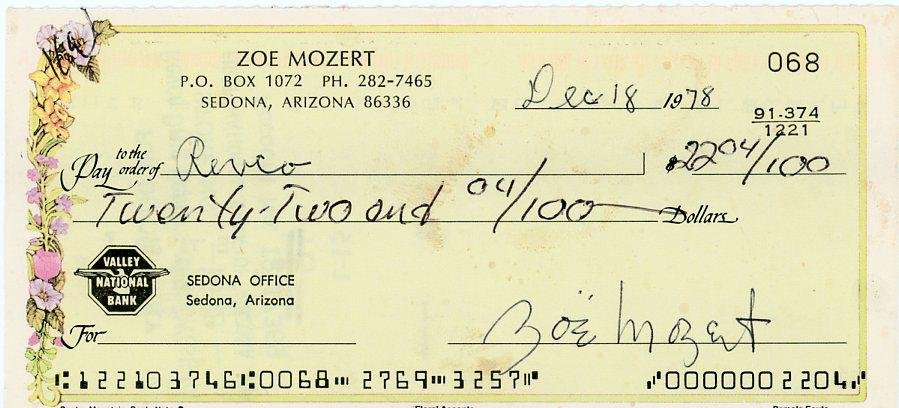 ZOE MOZERT
068
P.O. BOX 1072 PH. 282-7465
SEDONA, ARIZONA 86336
Dec 18 1978
91-374
1221
Pay to the order of Revco $22 04/100
Twenty-Two and 04/100 Dollars
VALLEY
NATIONAL
BANK
SEDONA OFFICE
Sedona, Arizona
For
Zoë Mozert
⑆122103746⑆0068⑉ 2769⑉3257⑈ ⑇0000002204⑇